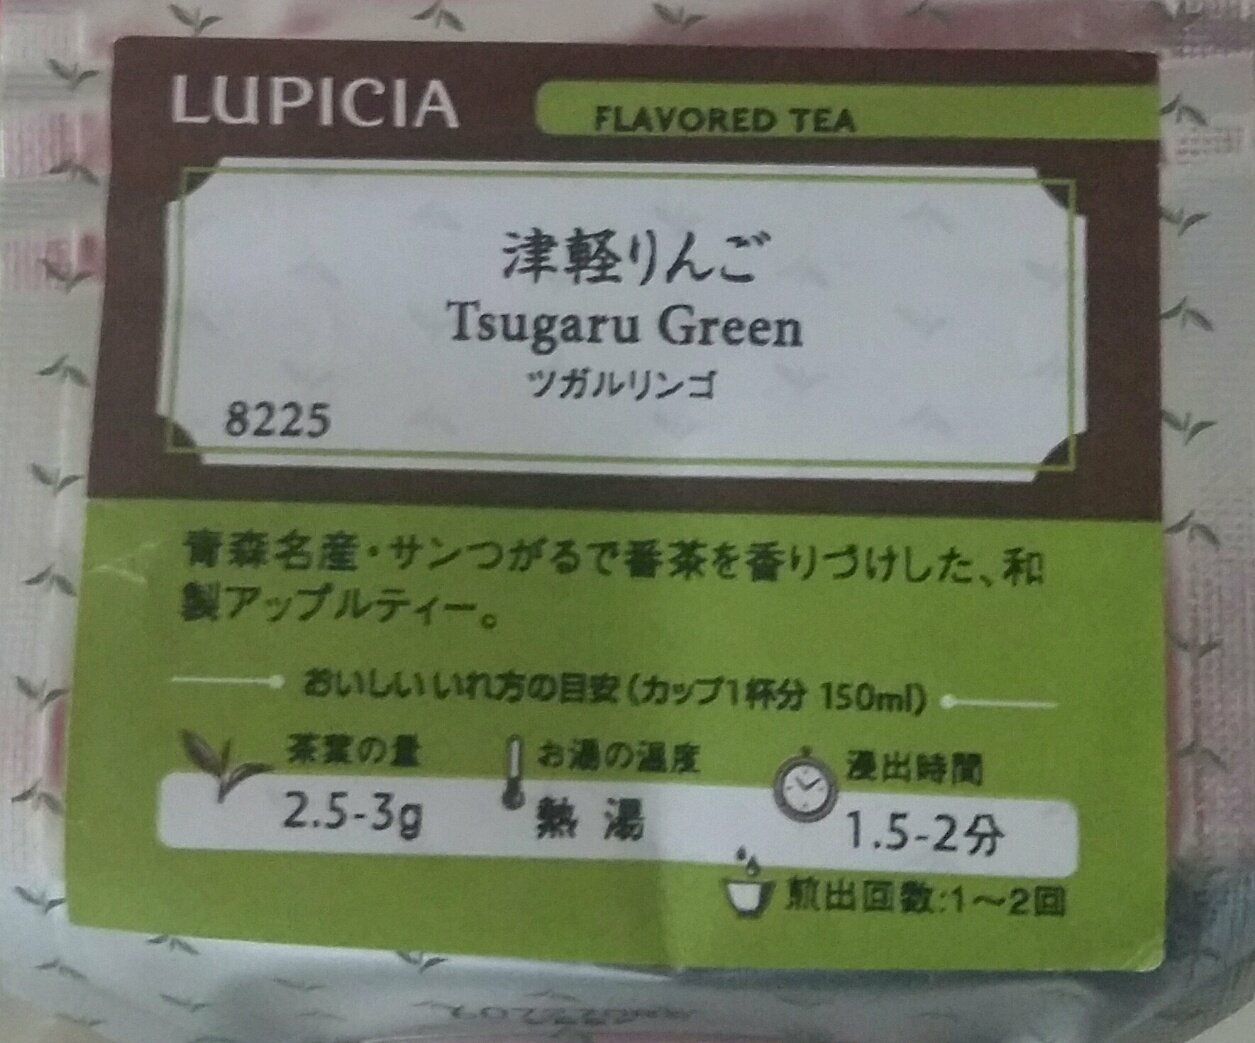 LUPICIA
FLAVORED TEA
津軽りんご
Tsugaru Green
ツガルリンゴ
8225
青森名産・サンつがるで番茶を香りづけした、和
製アップルティー。
おいしいいれ方の目安(カップ1杯分 150ml)
茶葉の量
お湯の温度
浸出時間
2.5-3g
熱 湯
1.5-2分
煎出回数:1〜2回